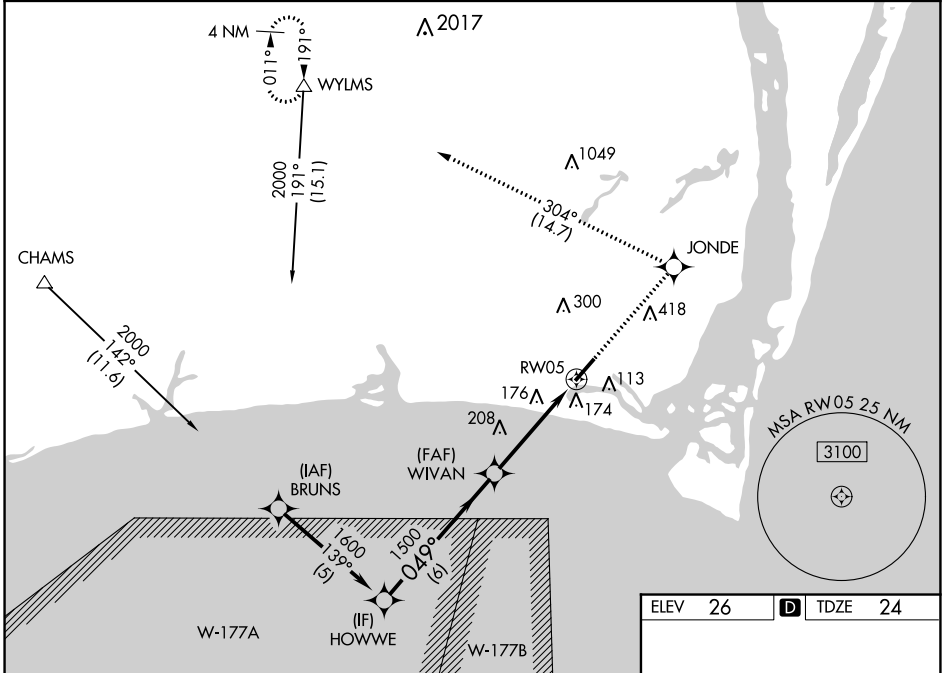 2017
4 NM
191°
011°
WYLMS
2000
191°
(15.1)
1049
304°
(14.7)
JONDE
CHAMS
2000
142°
(11.6)
300
418
RW05
113
176
174
208
MSA RW05 25 NM
3100
(FAF)
WIVAN
(IAF)
BRUNS
1600
139°
(5)
1500
049°
(6)
(IF)
HOWWE
W-177A
W-177B
ELEV 26 D TDZE 24